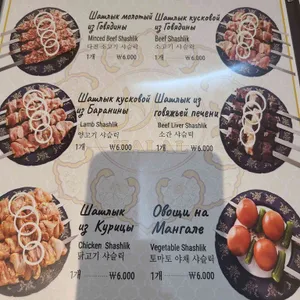 Шашлык молотый
из Говядины
Minced Beef Shashlik
다진 소고기 샤슬릭
1개 ₩6.000
Шашлык кусковой
из Говядины
Beef Shashlik
소고기 샤슬릭
1개 ₩6.000
Шашлык кусковой
из Баранины
Lamb Shashlik
양고기 샤슬릭
1개 ₩6.000
Шашлык из
говяжьей печени
Beef Liver Shashlik
소간 샤슬릭
1개 ₩6.000
Шашлык
из Курицы
Chicken Shashlik
닭고기 샤슬릭
1개 ₩6.000
Овощи на
Мангале
Vegetable Shashlik
토마토 야채 샤슬릭
1개 ₩6.000